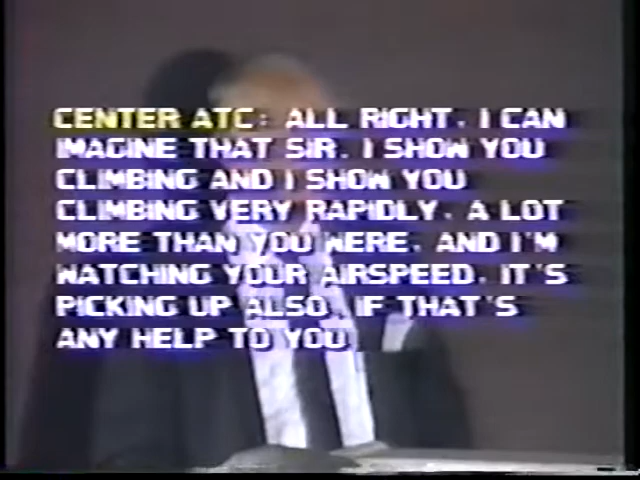 CENTER ATC: ALL RIGHT. I CAN
IMAGINE THAT SIR. I SHOW YOU
CLIMBING AND I SHOW YOU
CLIMBING VERY RAPIDLY. A LOT
MORE THAN YOU WERE. AND I'M
WATCHING YOUR AIRSPEED. IT'S
PICKING UP ALSO. IF THAT'S
ANY HELP TO YOU